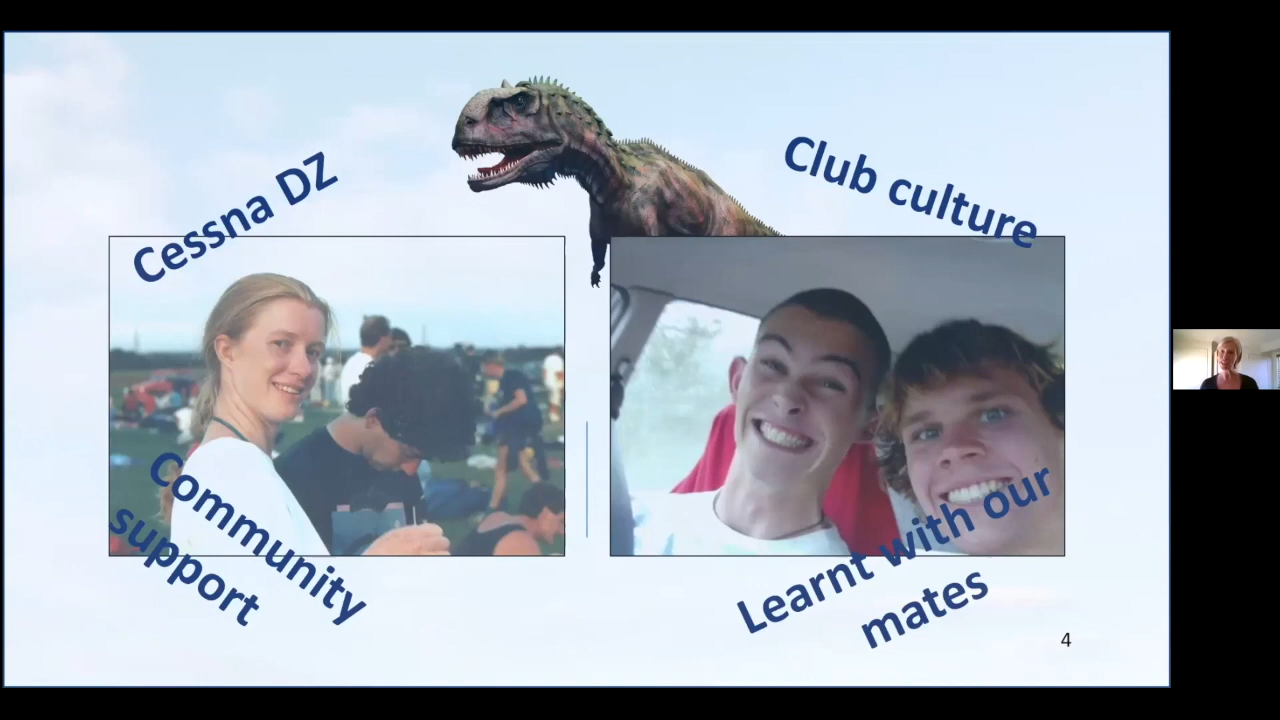 Cessna DZ
Club culture
Community
support
Learnt with our
mates
4